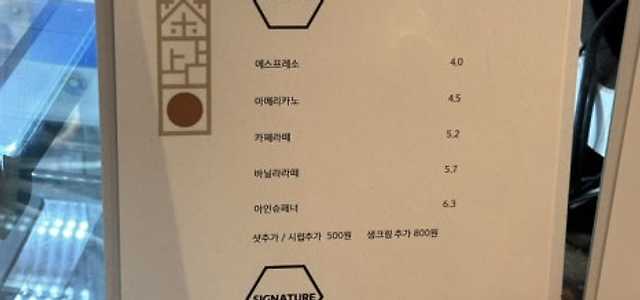 에스프레소 4.0
아메리카노 4.5
카페라떼 5.2
바닐라라떼 5.7
아인슈페너 6.3
샷추가 / 시럽추가 500원 생크림 추가 800원
SIGNATURE